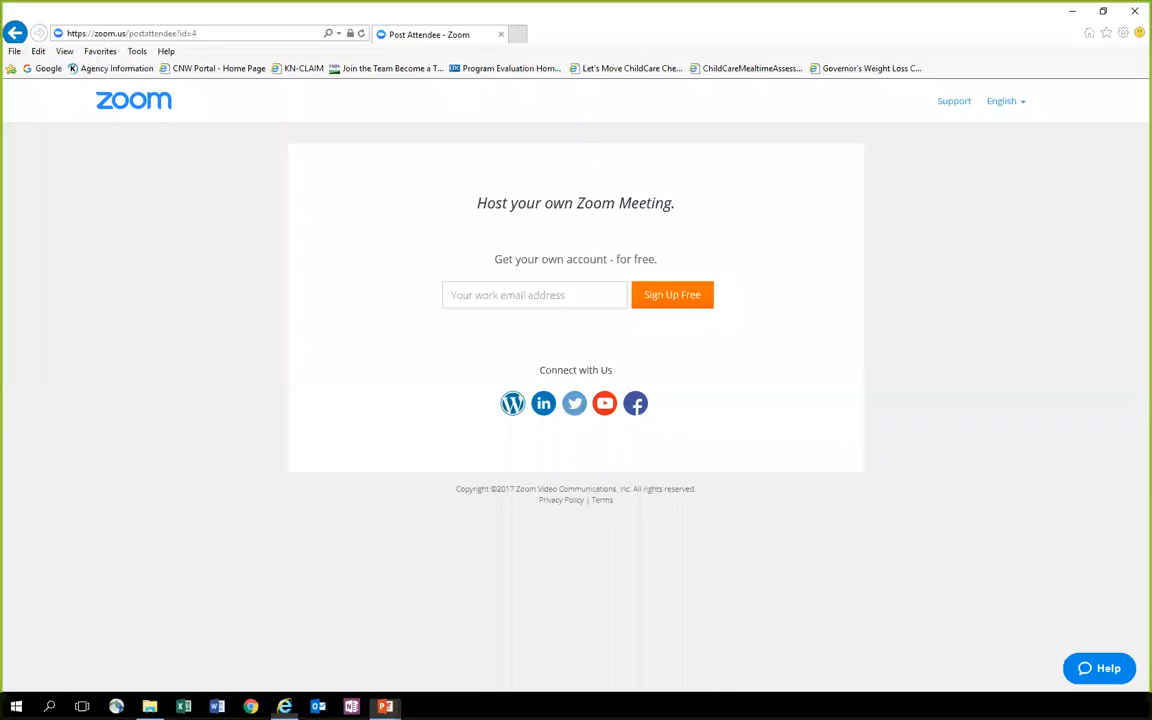 https://zoom.us/postattendee?id=4
Post Attendee - Zoom
File Edit View Favorites Tools Help
Google Agency Information CNW Portal - Home Page KN-CLAIM Join the Team Become a T... Program Evaluation Hom... Let's Move ChildCare Che... ChildCareMealtimeAssess... Governor's Weight Loss C...
zoom
Support English
Host your own Zoom Meeting.
Get your own account - for free.
Your work email address Sign Up Free
Connect with Us
Copyright ©2017 Zoom Video Communications, Inc. All rights reserved.
Privacy Policy | Terms
Help